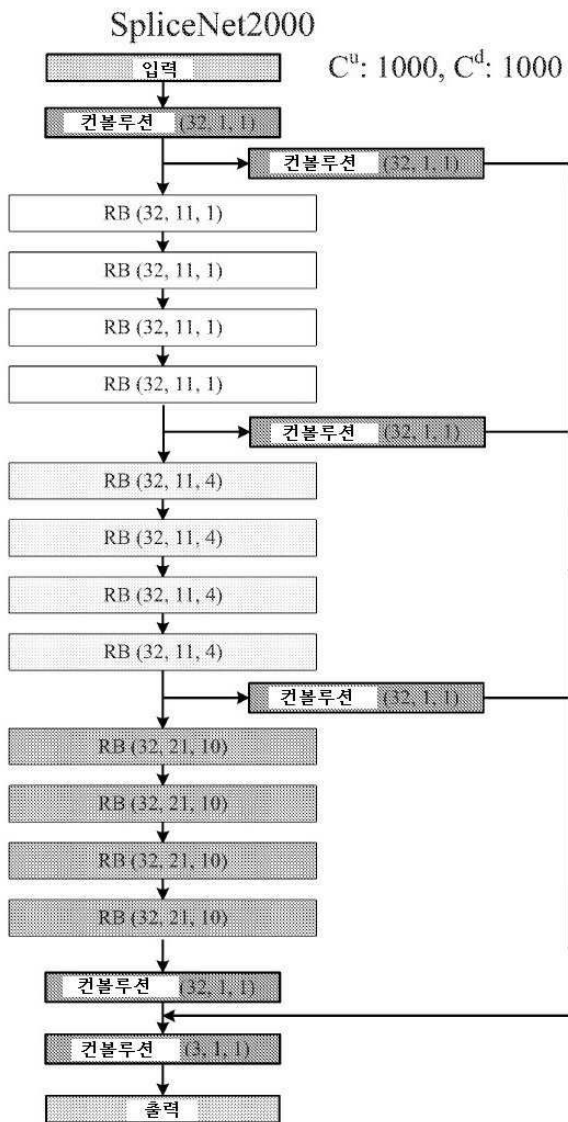 SpliceNet2000
C^u: 1000, C^d: 1000
입력
컨볼루션 (32, 1, 1)
컨볼루션 (32, 1, 1)
RB (32, 11, 1)
RB (32, 11, 1)
RB (32, 11, 1)
RB (32, 11, 1)
컨볼루션 (32, 1, 1)
RB (32, 11, 4)
RB (32, 11, 4)
RB (32, 11, 4)
RB (32, 11, 4)
컨볼루션 (32, 1, 1)
RB (32, 21, 10)
RB (32, 21, 10)
RB (32, 21, 10)
RB (32, 21, 10)
컨볼루션 (32, 1, 1)
컨볼루션 (3, 1, 1)
출력